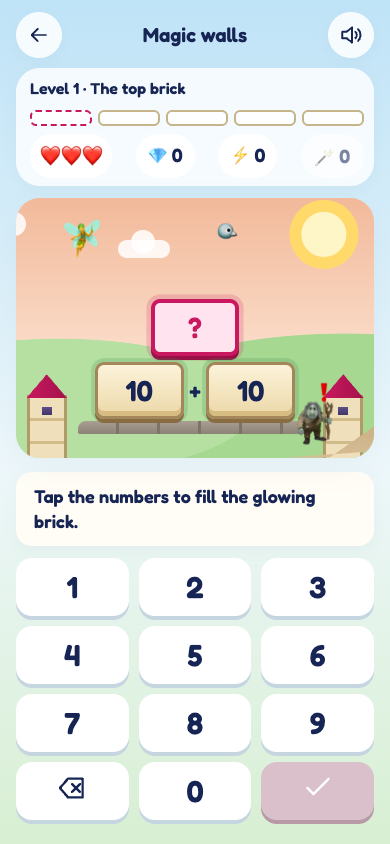 Magic walls
Level 1 · The top brick
0
0
0
?
10 + 10
!
Tap the numbers to fill the glowing
brick.
1 2 3
4 5 6
7 8 9
0